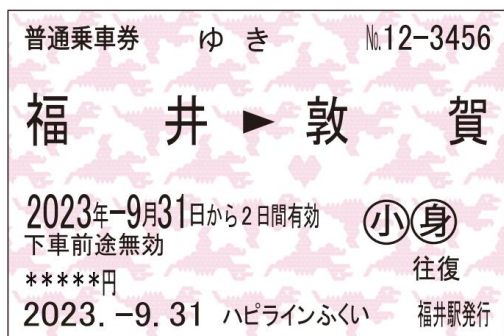 普通乗車券 ゆき №12-3456
福井►敦賀
2023年-9月31日から2日間有効 ㊙小 身
下車前途無効
*****円 往復
2023.-9.31 ハピラインふくい 福井駅発行